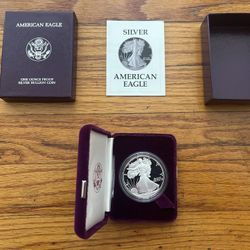 AMERICAN EAGLE
ONE OUNCE PROOF
SILVER BULLION COIN
SILVER
AMERICAN
EAGLE